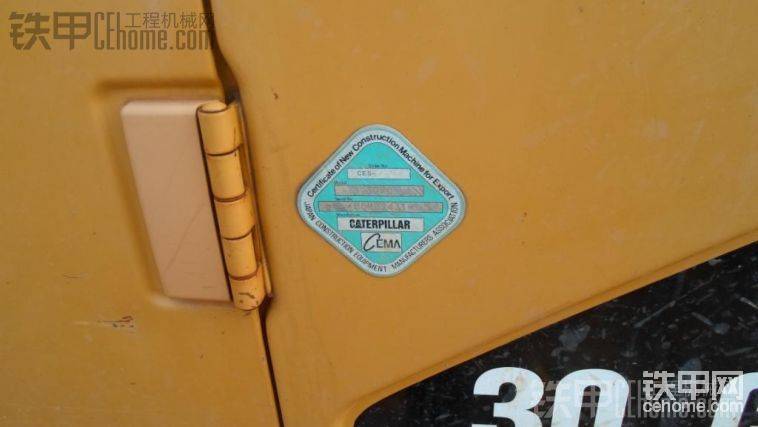 铁甲 工程机械网
CEhome.com
Certificate of New Construction Machine for Export
CATERPILLAR
CEMA
JAPAN CONSTRUCTION EQUIPMENT MANUFACTURERS ASSOCIATION
30
铁甲网
cehome.com